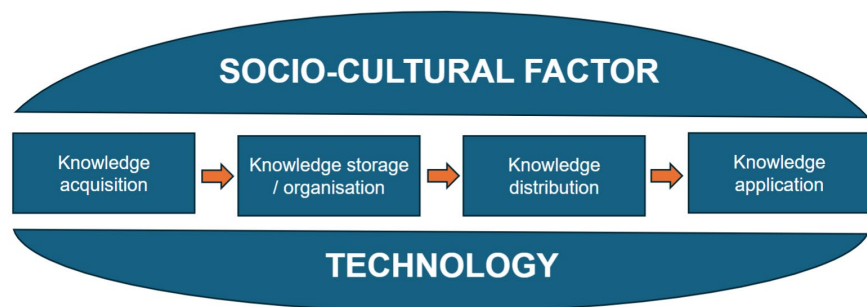 SOCIO-CULTURAL FACTOR
Knowledge
acquisition
Knowledge storage
/ organisation
Knowledge
distribution
Knowledge
application
TECHNOLOGY